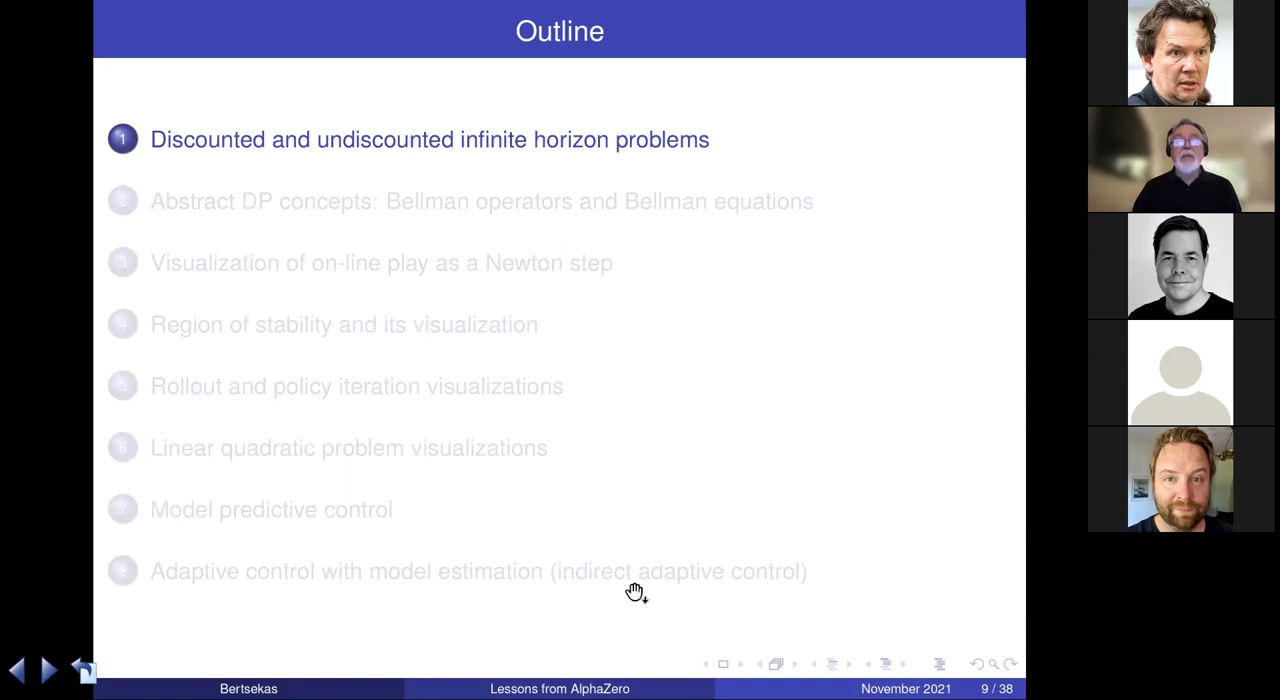 Outline
1 Discounted and undiscounted infinite horizon problems
2 Abstract DP concepts: Bellman operators and Bellman equations
3 Visualization of on-line play as a Newton step
4 Region of stability and its visualization
5 Rollout and policy iteration visualizations
6 Linear quadratic problem visualizations
7 Model predictive control
8 Adaptive control with model estimation (indirect adaptive control)
Bertsekas Lessons from AlphaZero November 2021 9 / 38